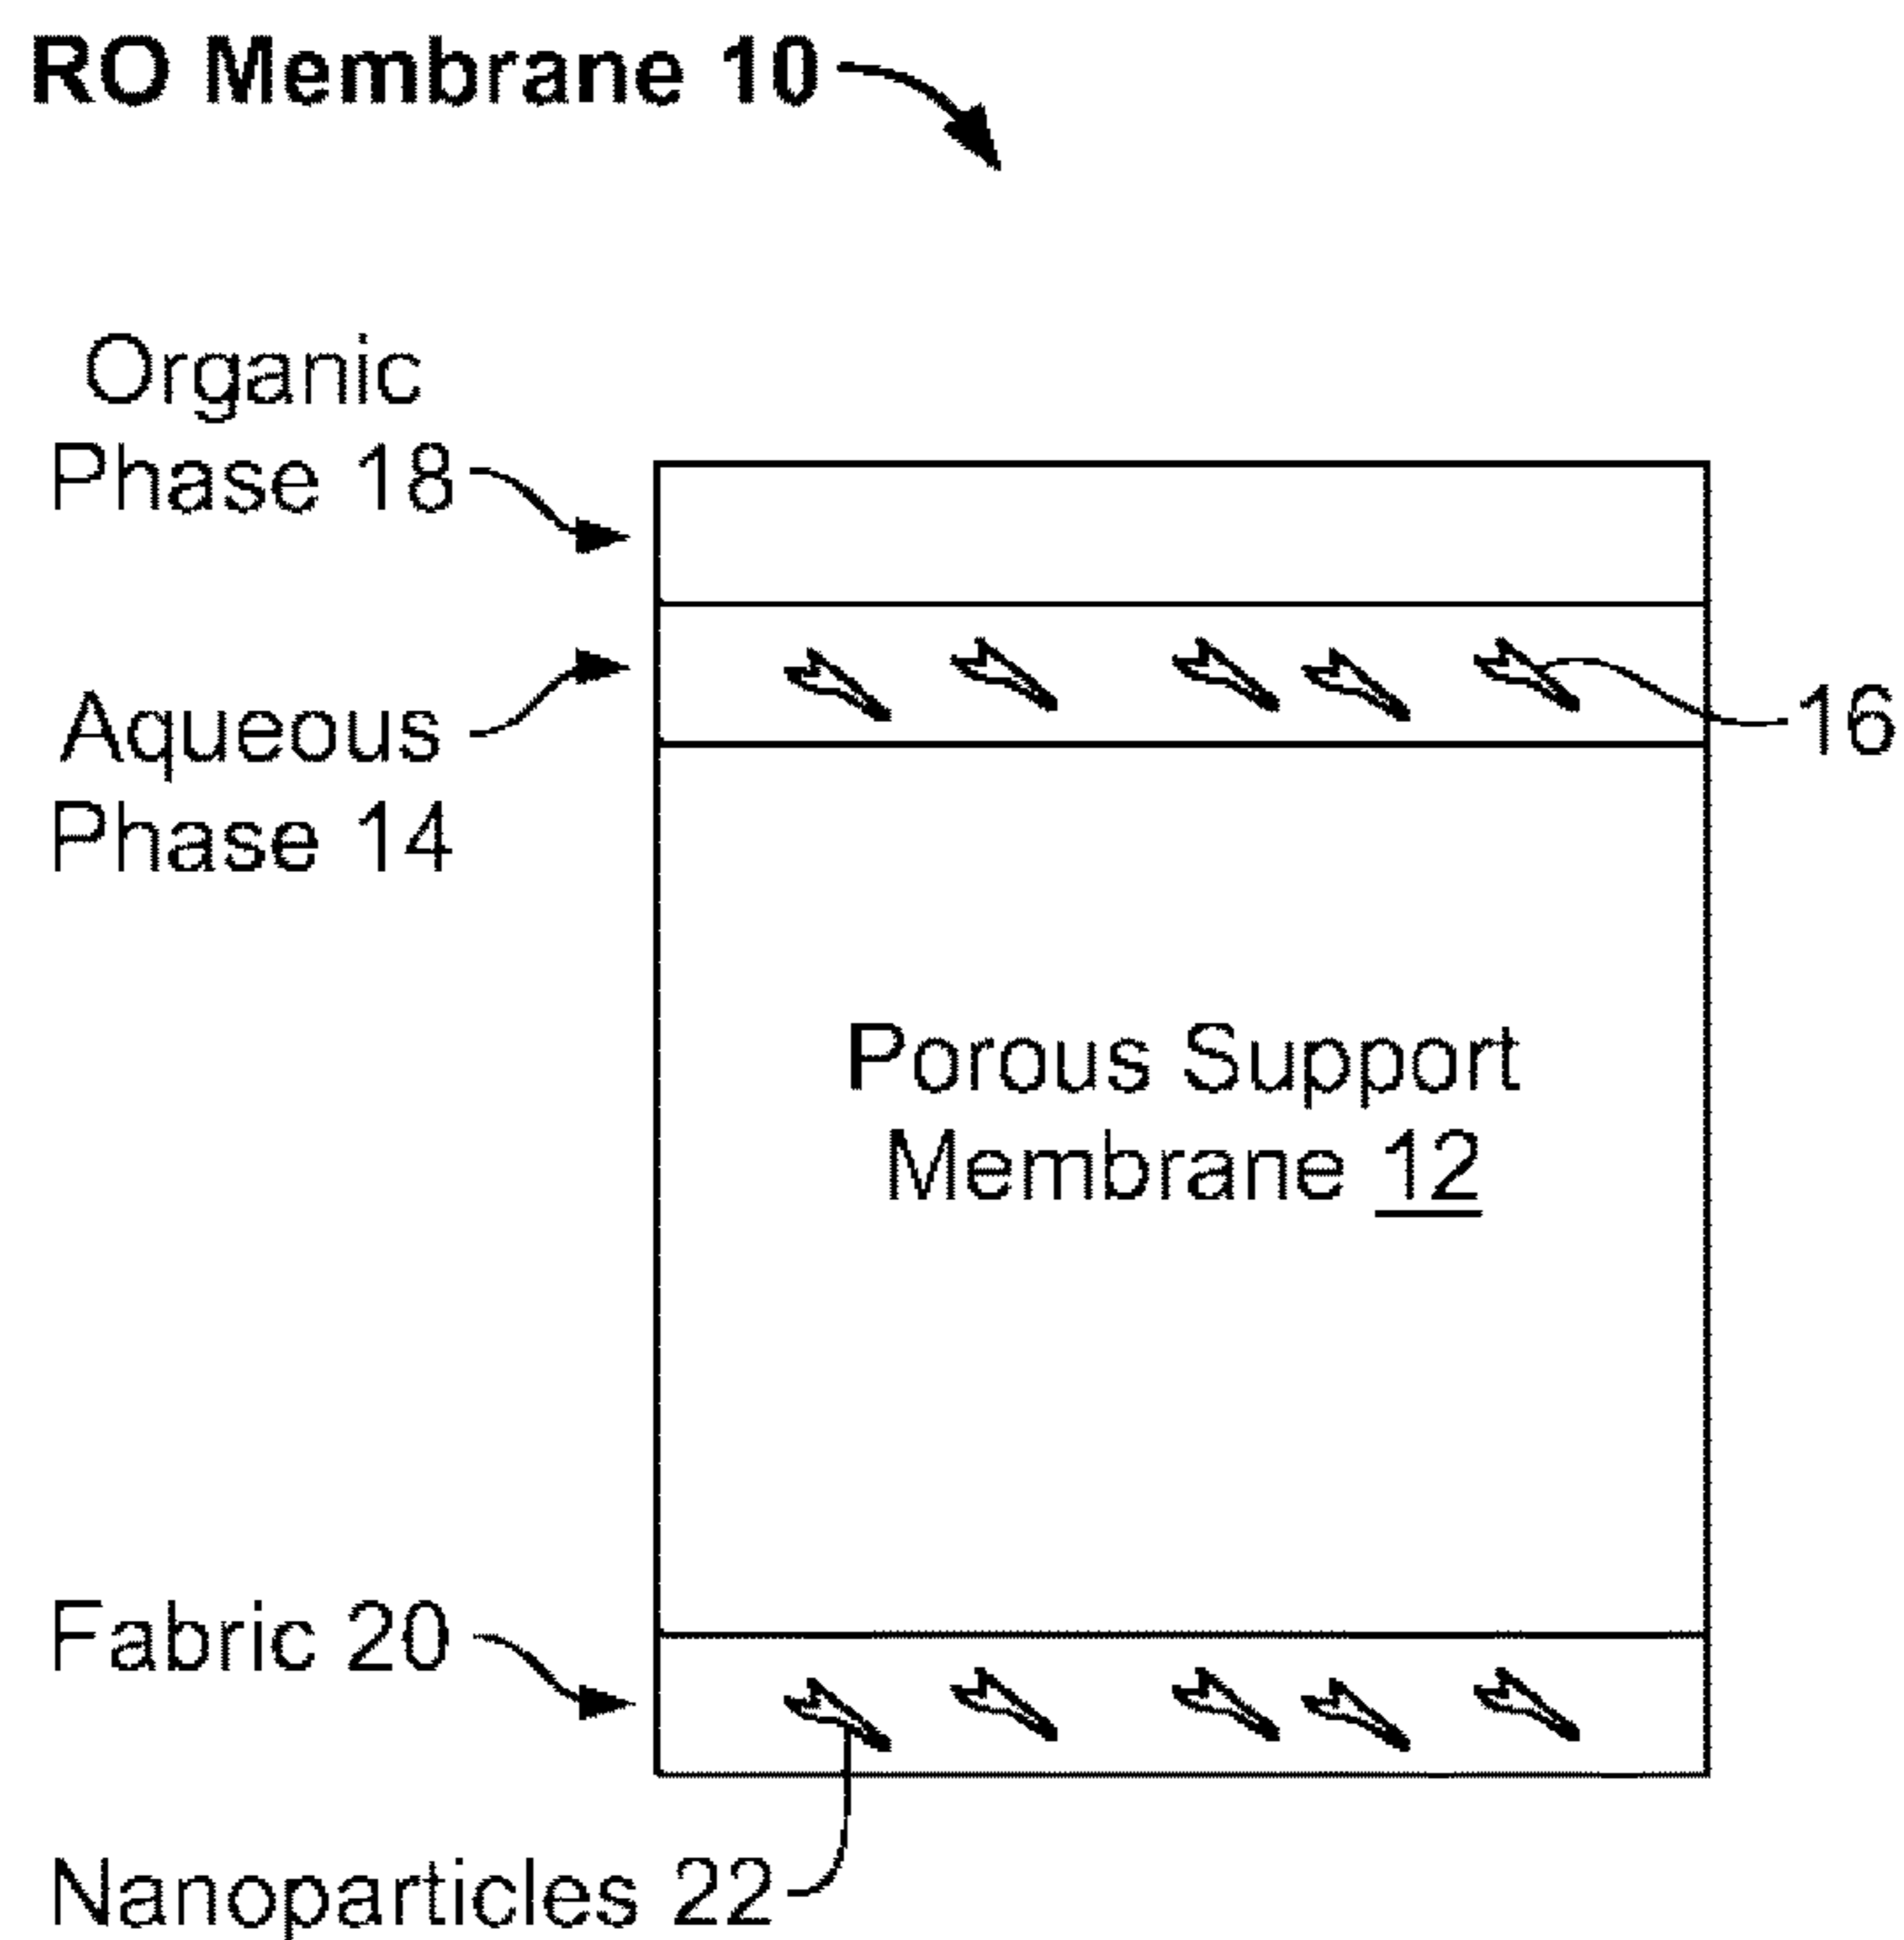 RO Membrane 10
Organic
Phase 18
Aqueous
Phase 14
16
Porous Support
Membrane 12
Fabric 20
Nanoparticles 22